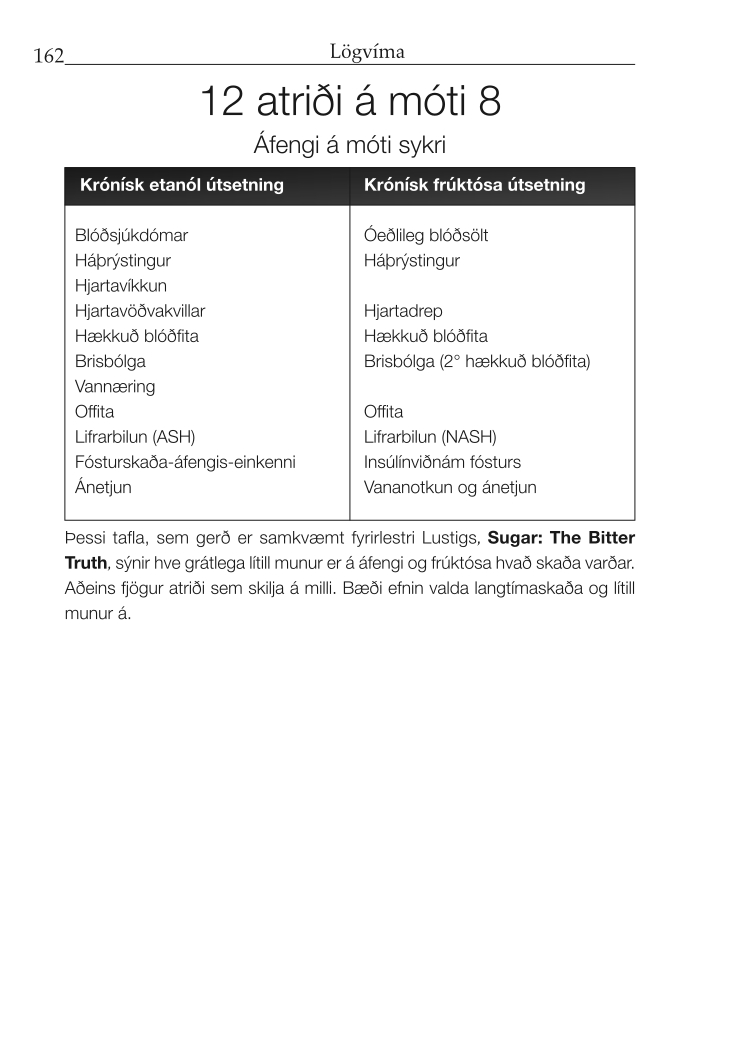 162
Lögvíma
12 atriði á móti 8
Áfengi á móti sykri
Krónísk etanól útsetning Krónísk frúktósa útsetning
Blóðsjúkdómar Óeðlileg blóðsölt
Háþrýstingur Háþrýstingur
Hjartavíkkun
Hjartavöðvakvillar Hjartadrep
Hækkuð blóðfita Hækkuð blóðfita
Brisbólga Brisbólga (2° hækkuð blóðfita)
Vannæring
Offita Offita
Lifrarbilun (ASH) Lifrarbilun (NASH)
Fósturskaða-áfengis-einkenni Insúlínviðnám fósturs
Ánetjun Vananotkun og ánetjun
Þessi tafla, sem gerð er samkvæmt fyrirlestri Lustigs, Sugar: The Bitter
Truth, sýnir hve grátlega lítill munur er á áfengi og frúktósa hvað skaða varðar.
Aðeins fjögur atriði sem skilja á milli. Bæði efnin valda langtímaskaða og lítill
munur á.